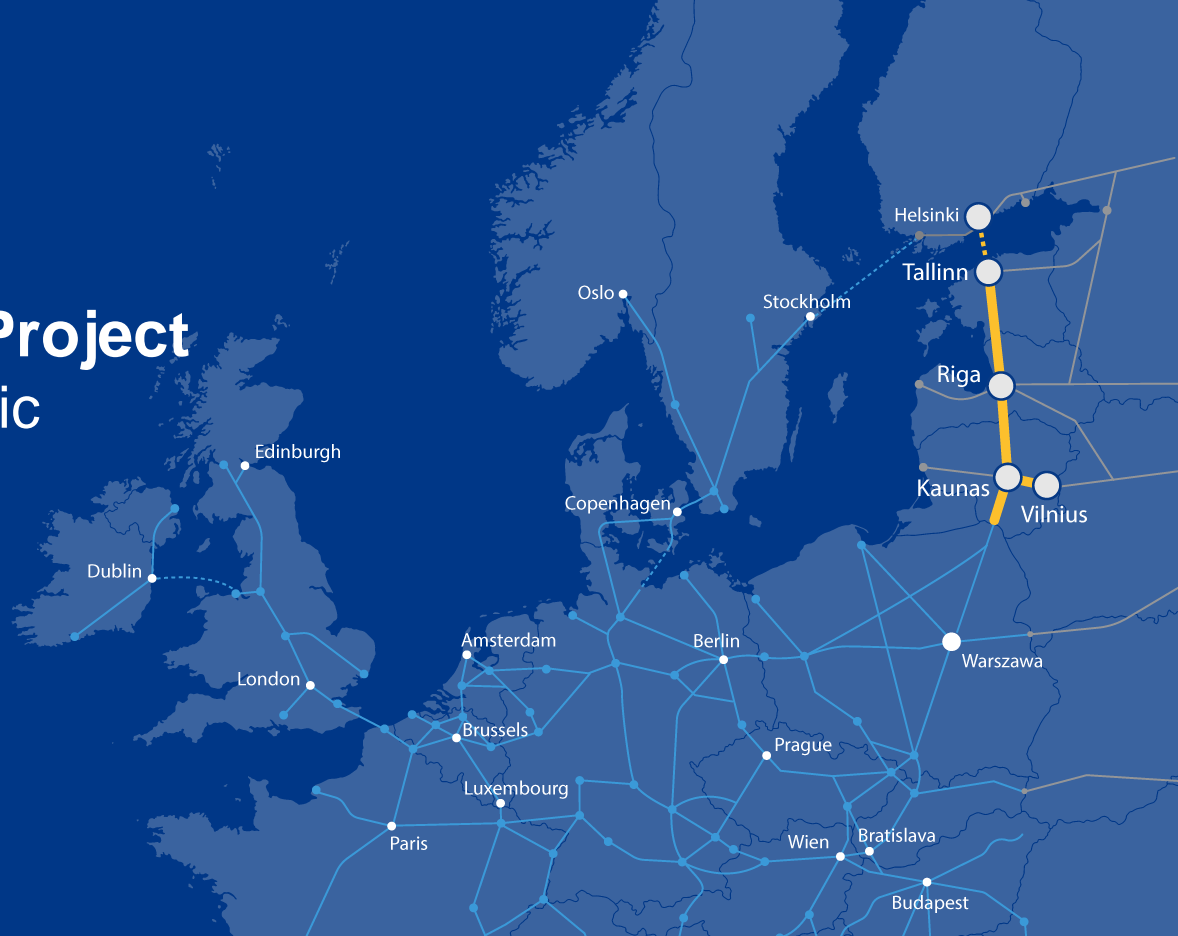 Helsinki
Tallinn
Oslo
Stockholm
Project
ic
Riga
Edinburgh
Kaunas
Copenhagen
Vilnius
Dublin
Amsterdam
Berlin
Warszawa
London
Brussels
Prague
Luxembourg
Paris
Wien
Bratislava
Budapest